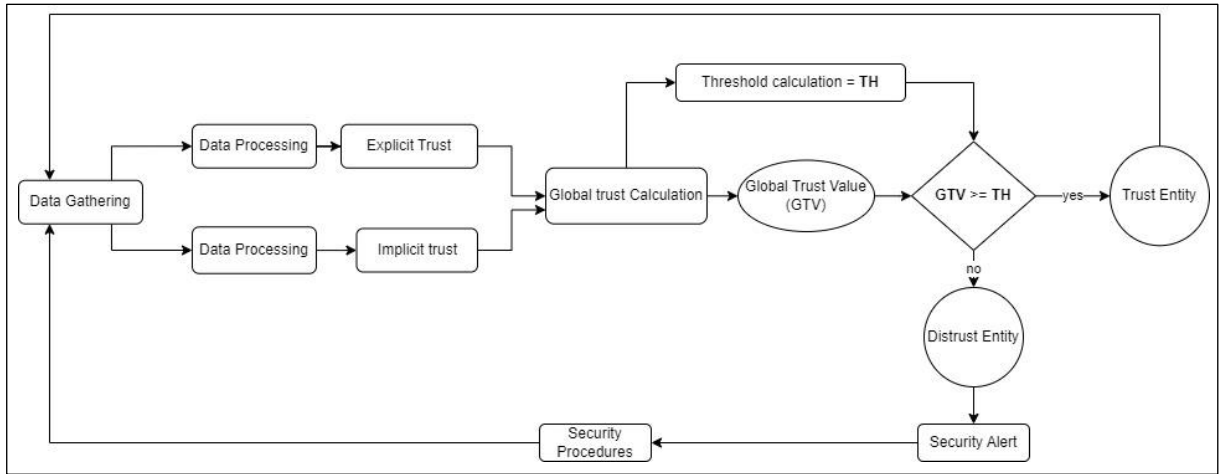 Threshold calculation = TH
Data Processing
Explicit Trust
Data Gathering
Global trust Calculation
Global Trust Value
(GTV)
GTV >= TH
yes
Trust Entity
Data Processing
Implicit trust
no
Distrust Entity
Security
Procedures
Security Alert